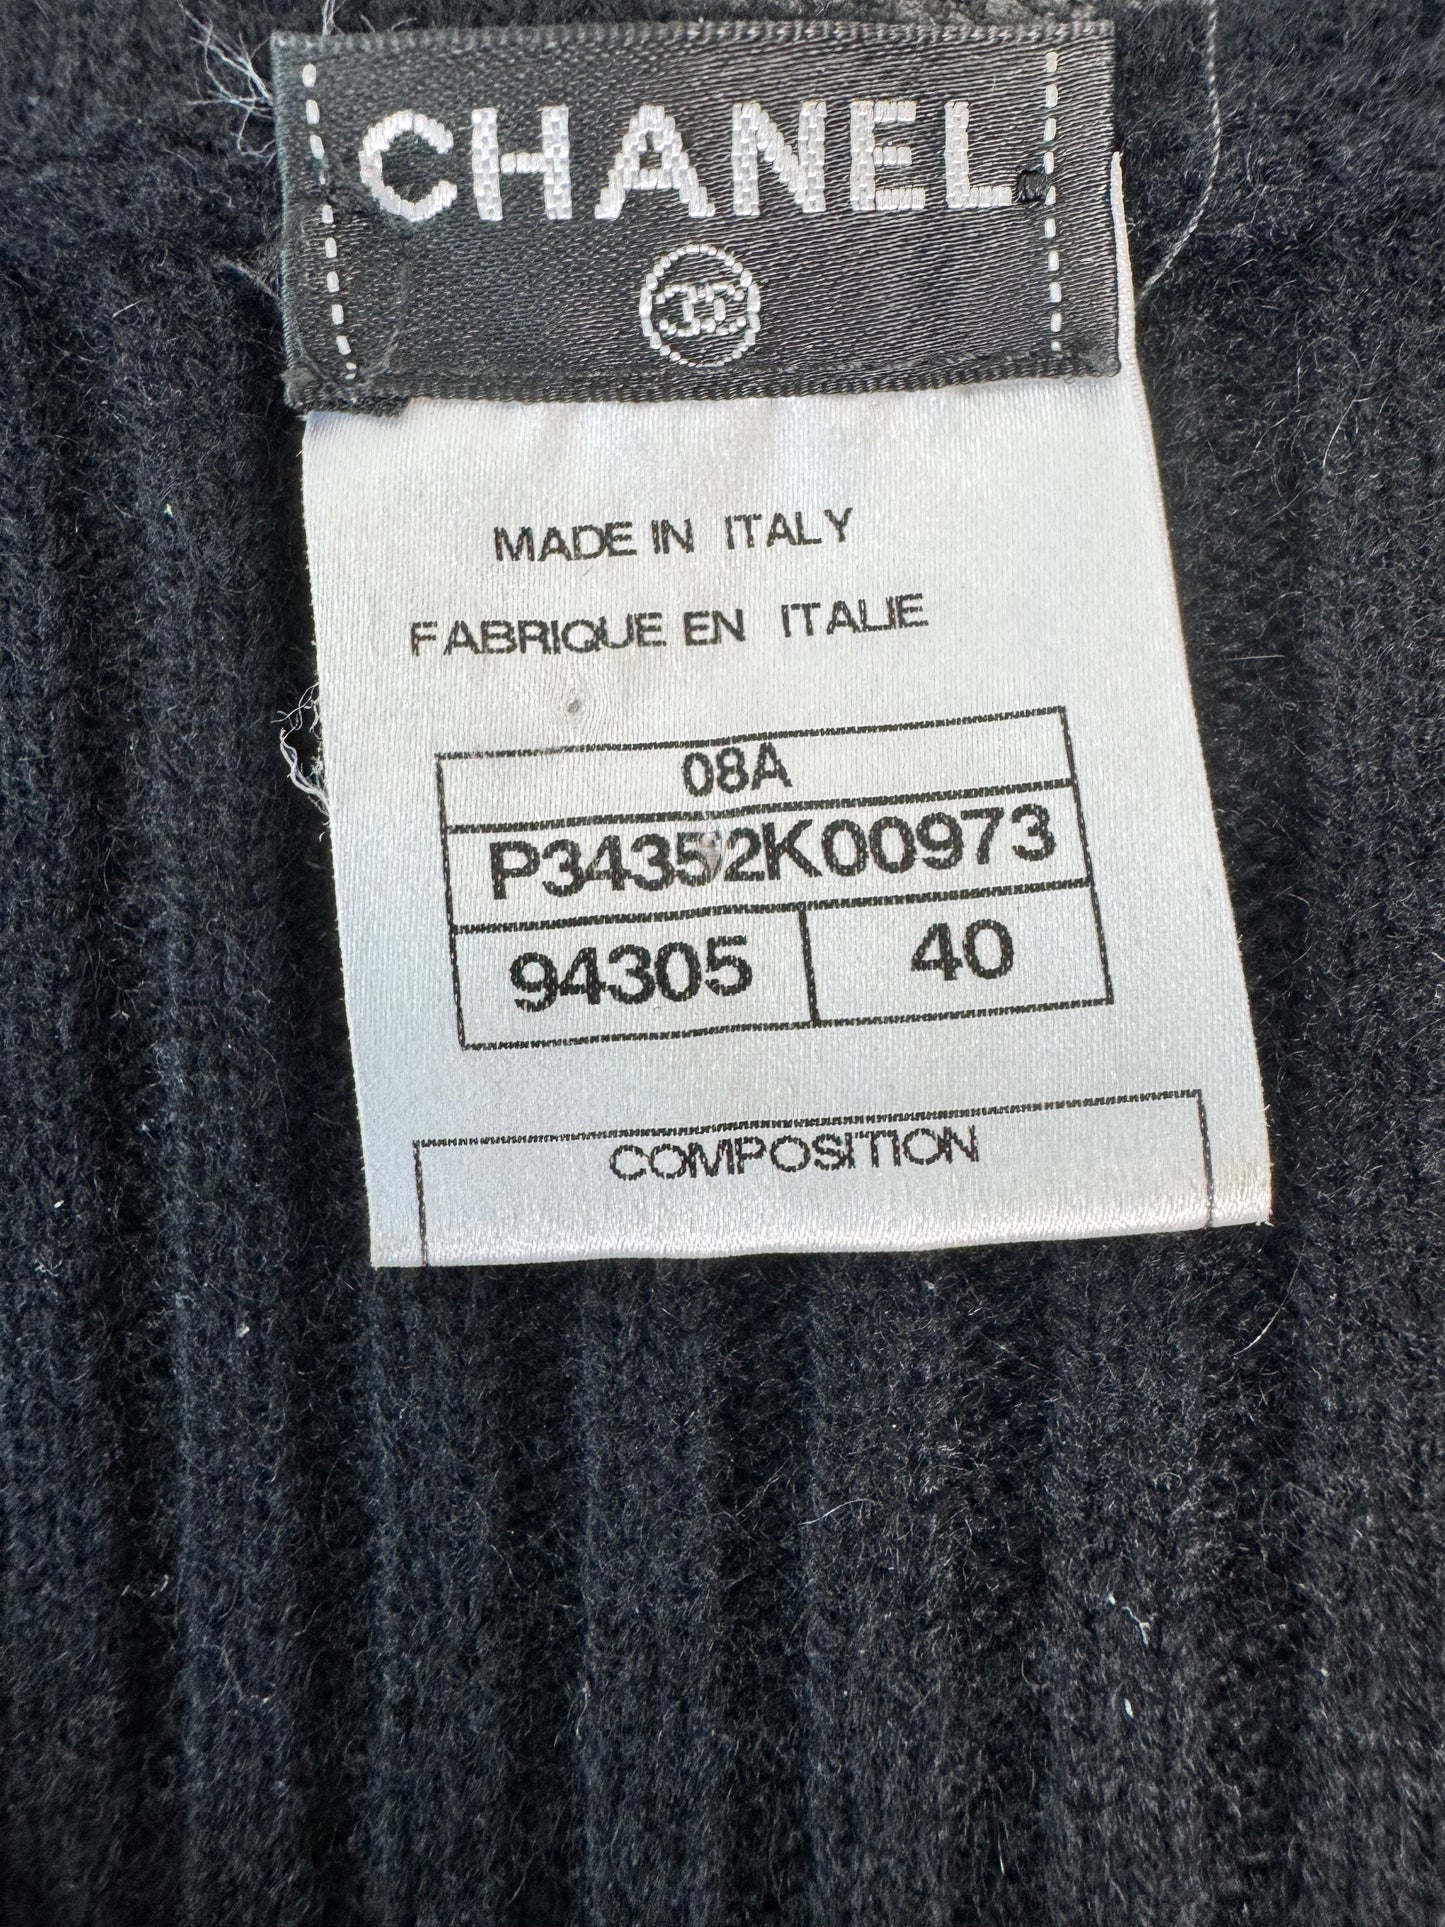 CHANEL
MADE IN ITALY
FABRIQUE EN ITALIE
08A
P34352K00973
94305 40
COMPOSITION